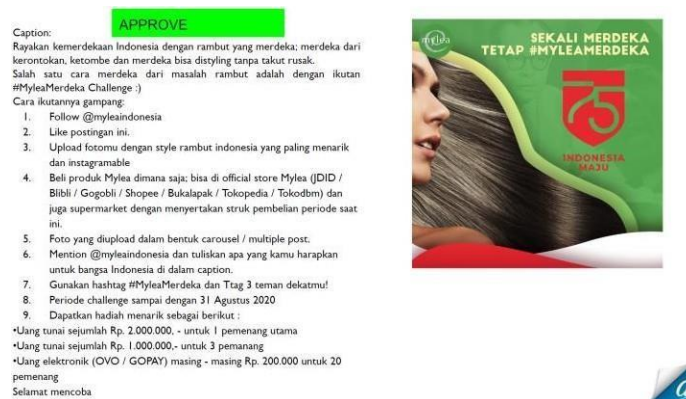 APPROVE
Caption:
Rayakan kemerdekaan Indonesia dengan rambut yang merdeka; merdeka dari
kerontokan, ketombe dan merdeka bisa distyling tanpa takut rusak.
Salah satu cara merdeka dari masalah rambut adalah dengan ikutan
#MyleaMerdeka Challenge :)
Cara ikutannya gampang:
1. Follow @myleaindonesia
2. Like postingan ini.
3. Upload fotomu dengan style rambut indonesia yang paling menarik
dan instagramable
4. Beli produk Mylea dimana saja; bisa di official store Mylea (JDID /
Blibli / Gogobli / Shopee / Bukalapak / Tokopedia / Tokodbm) dan
juga supermarket dengan menyertakan struk pembelian periode saat
ini.
5. Foto yang diupload dalam bentuk carousel / multiple post.
6. Mention @myleaindonesia dan tuliskan apa yang kamu harapkan
untuk bangsa Indonesia di dalam caption.
7. Gunakan hashtag #MyleaMerdeka dan Ttag 3 teman dekatmu!
8. Periode challenge sampai dengan 31 Agustus 2020
9. Dapatkan hadiah menarik sebagai berikut :
•Uang tunai sejumlah Rp. 2.000.000, - untuk 1 pemenang utama
•Uang tunai sejumlah Rp. 1.000.000,- untuk 3 pemanang
•Uang elektronik (OVO / GOPAY) masing - masing Rp. 200.000 untuk 20
pemenang
Selamat mencoba
mylea
SEKALI MERDEKA
TETAP #MYLEAMERDEKA
75
INDONESIA
MAJU